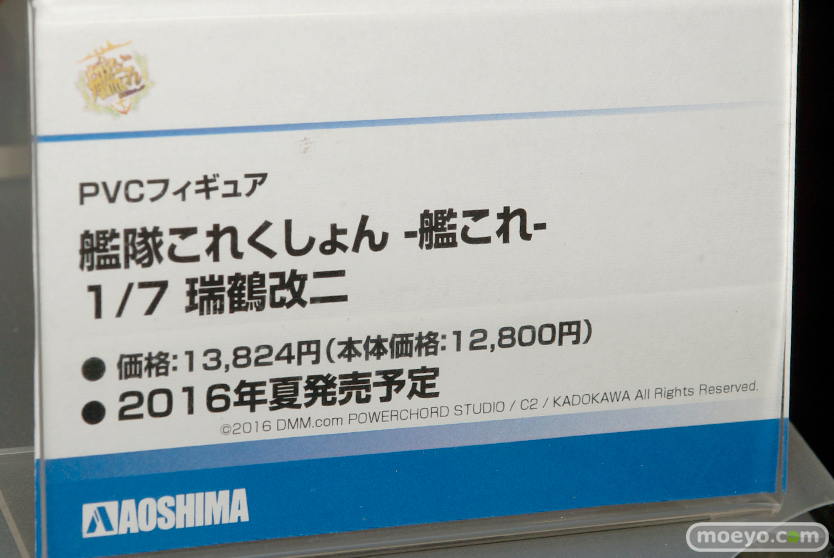 艦これ
PVCフィギュア
艦隊これくしょん -艦これ-
1/7 瑞鶴改二
● 価格:13,824円(本体価格:12,800円)
● 2016年夏発売予定
©2016 DMM.com POWERCHORD STUDIO / C2 / KADOKAWA All Rights Reserved.
AOSHIMA
moeyo.com